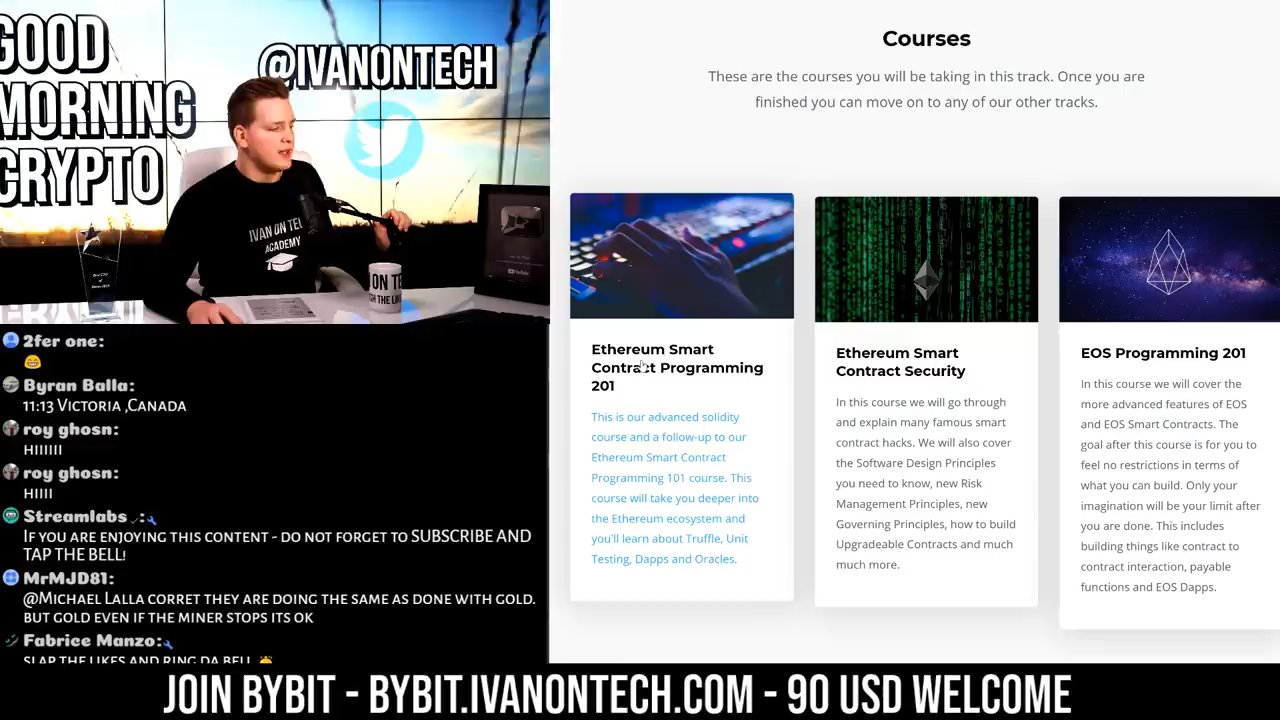 GOOD
MORNING
CRYPTO
@IVANONTECH
IVAN ON TEC
ACADEMY
ON TE
H THE LIK
2fer one:
Byran Balla:
11:13 Victoria ,Canada
roy ghosn:
HIIIIII
roy ghosn:
HIIII
Streamlabs :
If you are enjoying this content - do not forget to SUBSCRIBE AND
TAP THE BELL!
MrMJD81:
@Michael Lalla corret they are doing the same as done with gold.
but gold even if the miner stops its ok
Fabrice Manzo:
SLAP THE LIKES AND RING DA BELL
Courses
These are the courses you will be taking in this track. Once you are
finished you can move on to any of our other tracks.
Ethereum Smart
Contract Programming
201
This is our advanced solidity
course and a follow-up to our
Ethereum Smart Contract
Programming 101 course. This
course will take you deeper into
the Ethereum ecosystem and
you'll learn about Truffle, Unit
Testing, Dapps and Oracles.
Ethereum Smart
Contract Security
In this course we will go through
and explain many famous smart
contract hacks. We will also cover
the Software Design Principles
you need to know, new Risk
Management Principles, new
Governing Principles, how to build
Upgradeable Contracts and much
much more.
EOS Programming 201
In this course we will cover the
more advanced features of EOS
and EOS Smart Contracts. The
goal after this course is for you to
feel no restrictions in terms of
what you can build. Only your
imagination will be your limit after
you are done. This includes
building things like contract to
contract interaction, payable
functions and EOS Dapps.
JOIN BYBIT - BYBIT.IVANONTECH.COM - 90 USD WELCOME